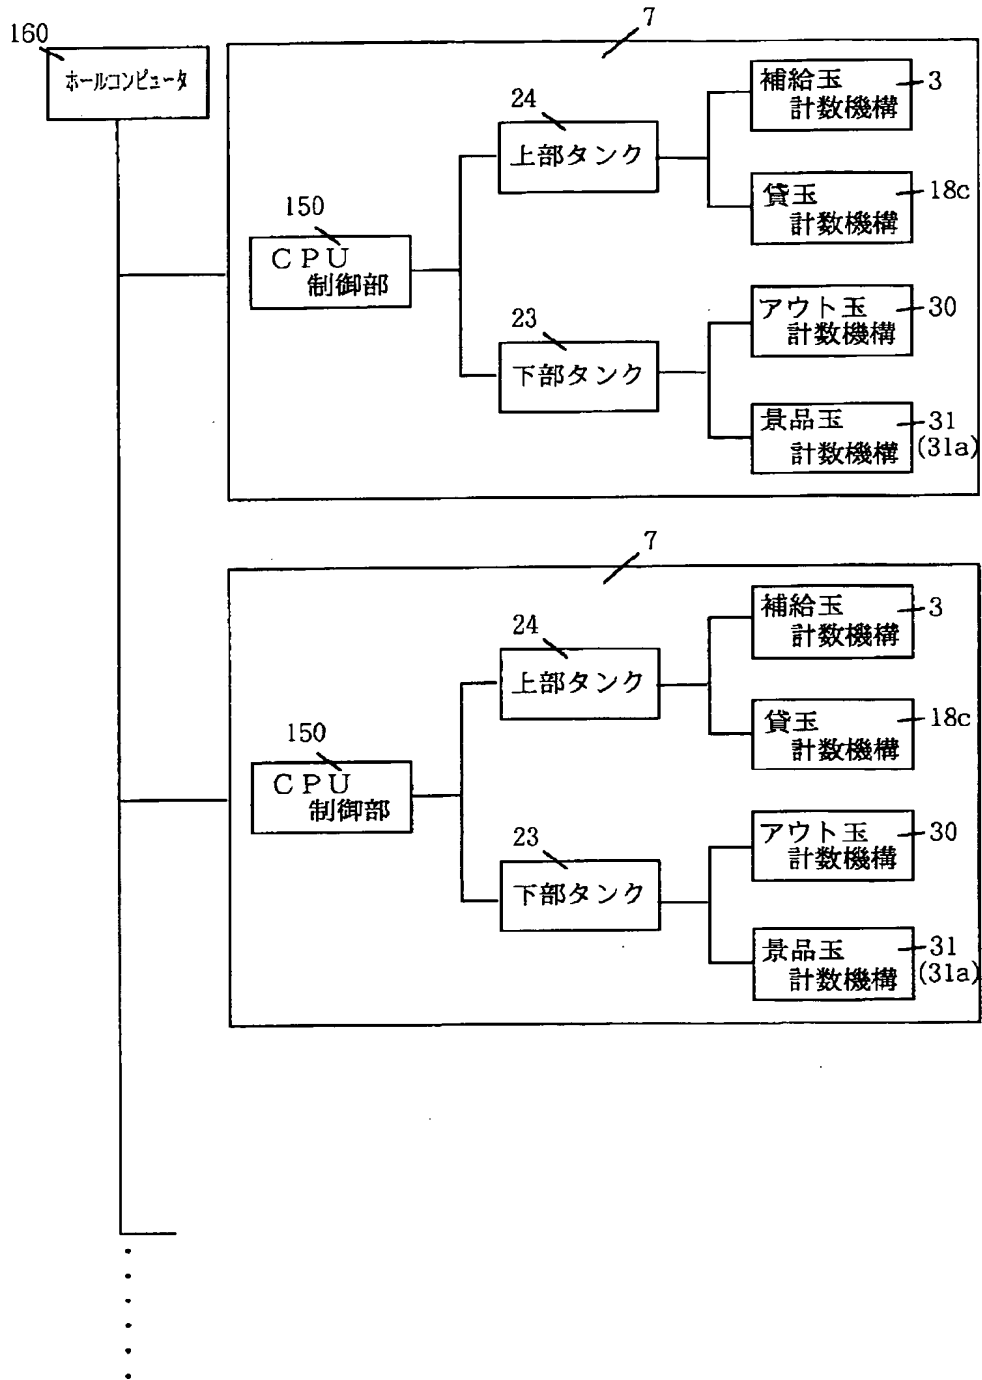 160
ホールコンピュータ
7
補給玉
計数機構
3
24
上部タンク
貸玉
計数機構
18c
150
CPU
制御部
アウト玉
計数機構
30
23
下部タンク
景品玉
計数機構
31
(31a)
7
補給玉
計数機構
3
24
上部タンク
貸玉
計数機構
18c
150
CPU
制御部
アウト玉
計数機構
30
23
下部タンク
景品玉
計数機構
31
(31a)